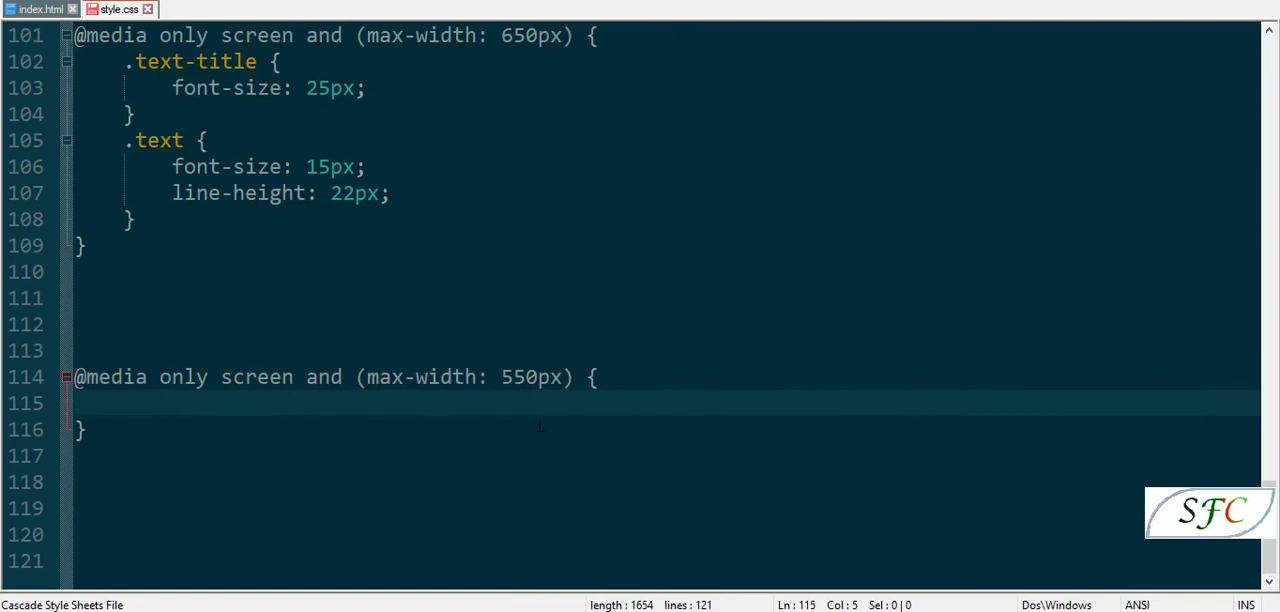 index.html style.css
101 @media only screen and (max-width: 650px) {
102 .text-title {
103 font-size: 25px;
104 }
105 .text {
106 font-size: 15px;
107 line-height: 22px;
108 }
109 }
110
111
112
113
114 @media only screen and (max-width: 550px) {
115
116 }
117
118
119
120
121
SFC
Cascade Style Sheets File length : 1654 lines : 121 Ln : 115 Col : 5 Sel : 0 | 0 Dos\Windows ANSI INS